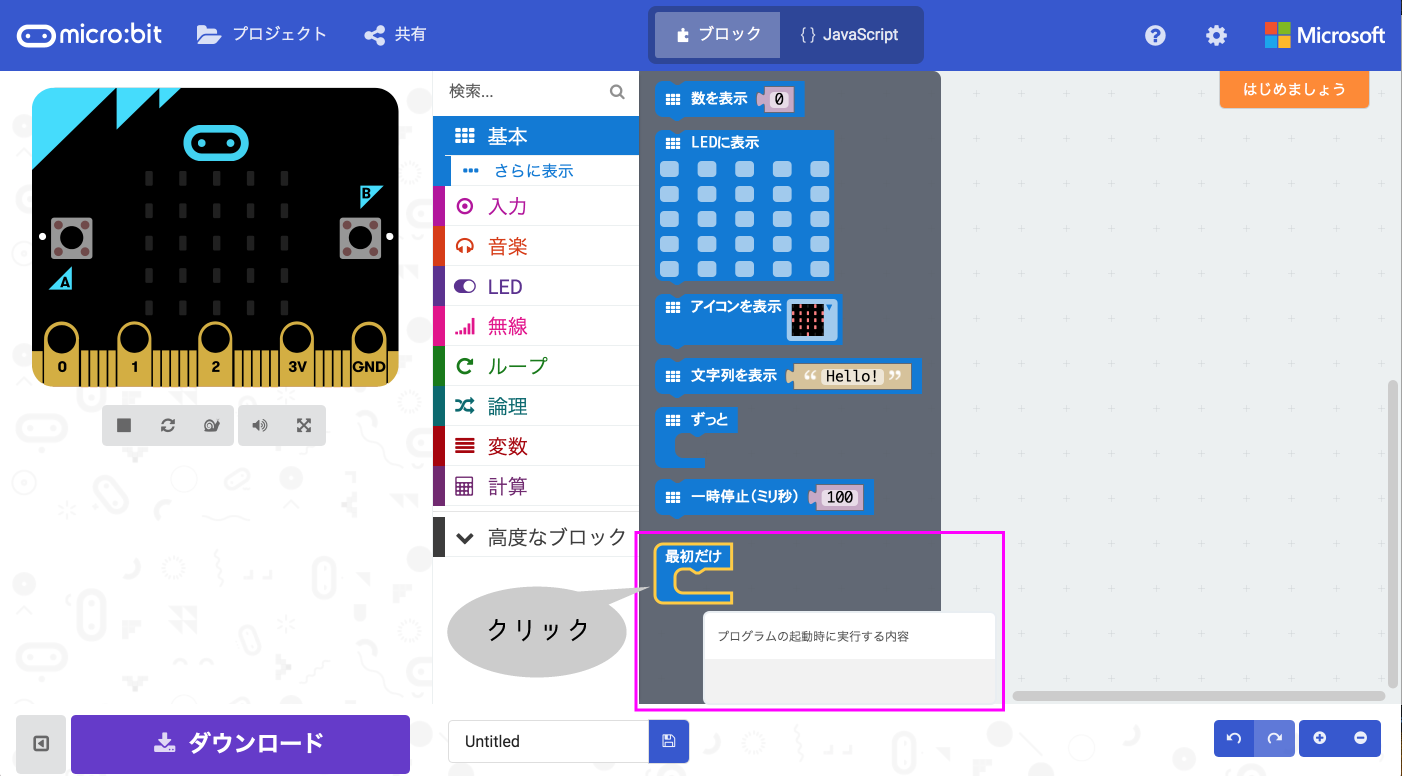 micro:bit
プロジェクト
共有
ブロック
{ } JavaScript
?
Microsoft
はじめましょう
B
A
0
1
2
3V
GND
検索...
基本
さらに表示
入力
音楽
LED
無線
ループ
論理
変数
計算
高度なブロック
数を表示 0
LEDに表示
アイコンを表示
文字列を表示 “ Hello! ”
ずっと
一時停止(ミリ秒) 100
最初だけ
プログラムの起動時に実行する内容
クリック
ダウンロード
Untitled